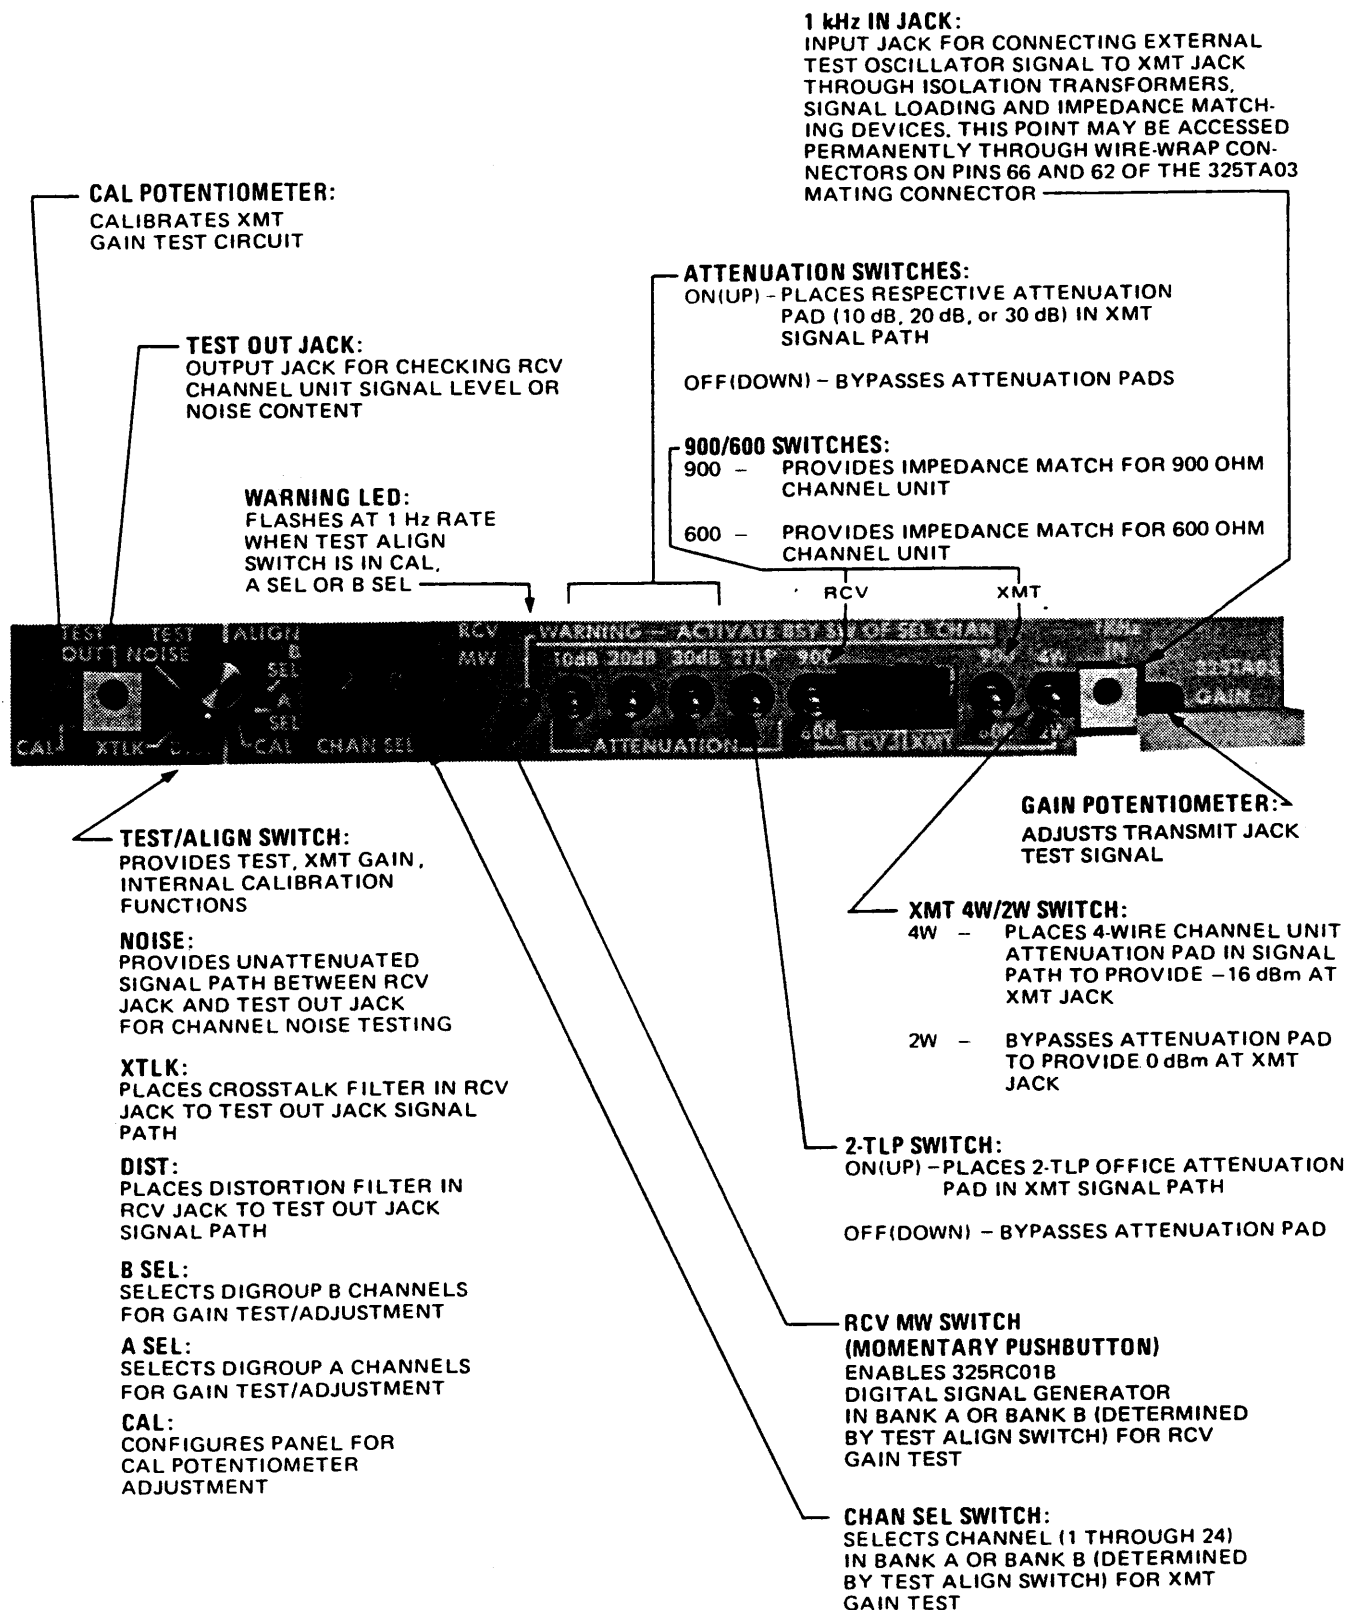 1 kHz IN JACK:
INPUT JACK FOR CONNECTING EXTERNAL
TEST OSCILLATOR SIGNAL TO XMT JACK
THROUGH ISOLATION TRANSFORMERS,
SIGNAL LOADING AND IMPEDANCE MATCH-
ING DEVICES. THIS POINT MAY BE ACCESSED
PERMANENTLY THROUGH WIRE-WRAP CON-
NECTORS ON PINS 66 AND 62 OF THE 325TA03
MATING CONNECTOR
CAL POTENTIOMETER:
CALIBRATES XMT
GAIN TEST CIRCUIT
ATTENUATION SWITCHES:
ON(UP) – PLACES RESPECTIVE ATTENUATION
PAD (10 dB, 20 dB, or 30 dB) IN XMT
SIGNAL PATH
OFF(DOWN) – BYPASSES ATTENUATION PADS
TEST OUT JACK:
OUTPUT JACK FOR CHECKING RCV
CHANNEL UNIT SIGNAL LEVEL OR
NOISE CONTENT
900/600 SWITCHES:
900 – PROVIDES IMPEDANCE MATCH FOR 900 OHM
CHANNEL UNIT
600 – PROVIDES IMPEDANCE MATCH FOR 600 OHM
CHANNEL UNIT
WARNING LED:
FLASHES AT 1 Hz RATE
WHEN TEST ALIGN
SWITCH IS IN CAL,
A SEL OR B SEL
RCV XMT
TEST OUT
TEST NOISE
ALIGN
B SEL
A SEL
CAL
CAL
XTLK
CHAN SEL
RCV MW
WARNING — ACTIVATE BSY SW OF SEL CHAN
10dB 20dB 30dB 2TLP 900 4W IN
ATTENUATION
600 RCV XMT 600 2W
GAIN
TEST/ALIGN SWITCH:
PROVIDES TEST, XMT GAIN,
INTERNAL CALIBRATION
FUNCTIONS
NOISE:
PROVIDES UNATTENUATED
SIGNAL PATH BETWEEN RCV
JACK AND TEST OUT JACK
FOR CHANNEL NOISE TESTING
XTLK:
PLACES CROSSTALK FILTER IN RCV
JACK TO TEST OUT JACK SIGNAL
PATH
DIST:
PLACES DISTORTION FILTER IN
RCV JACK TO TEST OUT JACK
SIGNAL PATH
B SEL:
SELECTS DIGROUP B CHANNELS
FOR GAIN TEST/ADJUSTMENT
A SEL:
SELECTS DIGROUP A CHANNELS
FOR GAIN TEST/ADJUSTMENT
CAL:
CONFIGURES PANEL FOR
CAL POTENTIOMETER
ADJUSTMENT
GAIN POTENTIOMETER:
ADJUSTS TRANSMIT JACK
TEST SIGNAL
XMT 4W/2W SWITCH:
4W – PLACES 4-WIRE CHANNEL UNIT
ATTENUATION PAD IN SIGNAL
PATH TO PROVIDE –16 dBm AT
XMT JACK
2W – BYPASSES ATTENUATION PAD
TO PROVIDE 0 dBm AT XMT
JACK
2-TLP SWITCH:
ON(UP) – PLACES 2-TLP OFFICE ATTENUATION
PAD IN XMT SIGNAL PATH
OFF(DOWN) – BYPASSES ATTENUATION PAD
RCV MW SWITCH
(MOMENTARY PUSHBUTTON)
ENABLES 325RC01B
DIGITAL SIGNAL GENERATOR
IN BANK A OR BANK B (DETERMINED
BY TEST ALIGN SWITCH) FOR RCV
GAIN TEST
CHAN SEL SWITCH:
SELECTS CHANNEL (1 THROUGH 24)
IN BANK A OR BANK B (DETERMINED
BY TEST ALIGN SWITCH) FOR XMT
GAIN TEST